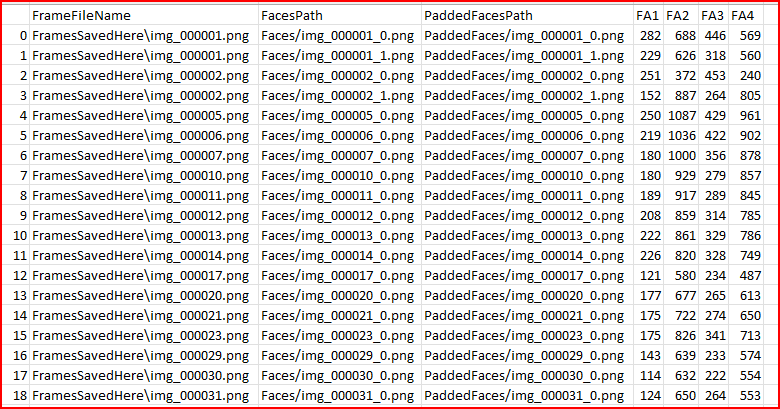 FrameFileName FacesPath PaddedFacesPath FA1 FA2 FA3 FA4
0 FramesSavedHere\img_000001.png Faces/img_000001_0.png PaddedFaces/img_000001_0.png 282 688 446 569
1 FramesSavedHere\img_000001.png Faces/img_000001_1.png PaddedFaces/img_000001_1.png 229 626 318 560
2 FramesSavedHere\img_000002.png Faces/img_000002_0.png PaddedFaces/img_000002_0.png 251 372 453 240
3 FramesSavedHere\img_000002.png Faces/img_000002_1.png PaddedFaces/img_000002_1.png 152 887 264 805
4 FramesSavedHere\img_000005.png Faces/img_000005_0.png PaddedFaces/img_000005_0.png 250 1087 429 961
5 FramesSavedHere\img_000006.png Faces/img_000006_0.png PaddedFaces/img_000006_0.png 219 1036 422 902
6 FramesSavedHere\img_000007.png Faces/img_000007_0.png PaddedFaces/img_000007_0.png 180 1000 356 878
7 FramesSavedHere\img_000010.png Faces/img_000010_0.png PaddedFaces/img_000010_0.png 180 929 279 857
8 FramesSavedHere\img_000011.png Faces/img_000011_0.png PaddedFaces/img_000011_0.png 189 917 289 845
9 FramesSavedHere\img_000012.png Faces/img_000012_0.png PaddedFaces/img_000012_0.png 208 859 314 785
10 FramesSavedHere\img_000013.png Faces/img_000013_0.png PaddedFaces/img_000013_0.png 222 861 329 786
11 FramesSavedHere\img_000014.png Faces/img_000014_0.png PaddedFaces/img_000014_0.png 226 820 328 749
12 FramesSavedHere\img_000017.png Faces/img_000017_0.png PaddedFaces/img_000017_0.png 121 580 234 487
13 FramesSavedHere\img_000020.png Faces/img_000020_0.png PaddedFaces/img_000020_0.png 177 677 265 613
14 FramesSavedHere\img_000021.png Faces/img_000021_0.png PaddedFaces/img_000021_0.png 175 722 274 650
15 FramesSavedHere\img_000023.png Faces/img_000023_0.png PaddedFaces/img_000023_0.png 175 826 341 713
16 FramesSavedHere\img_000029.png Faces/img_000029_0.png PaddedFaces/img_000029_0.png 143 639 233 574
17 FramesSavedHere\img_000030.png Faces/img_000030_0.png PaddedFaces/img_000030_0.png 114 632 222 554
18 FramesSavedHere\img_000031.png Faces/img_000031_0.png PaddedFaces/img_000031_0.png 124 650 264 553